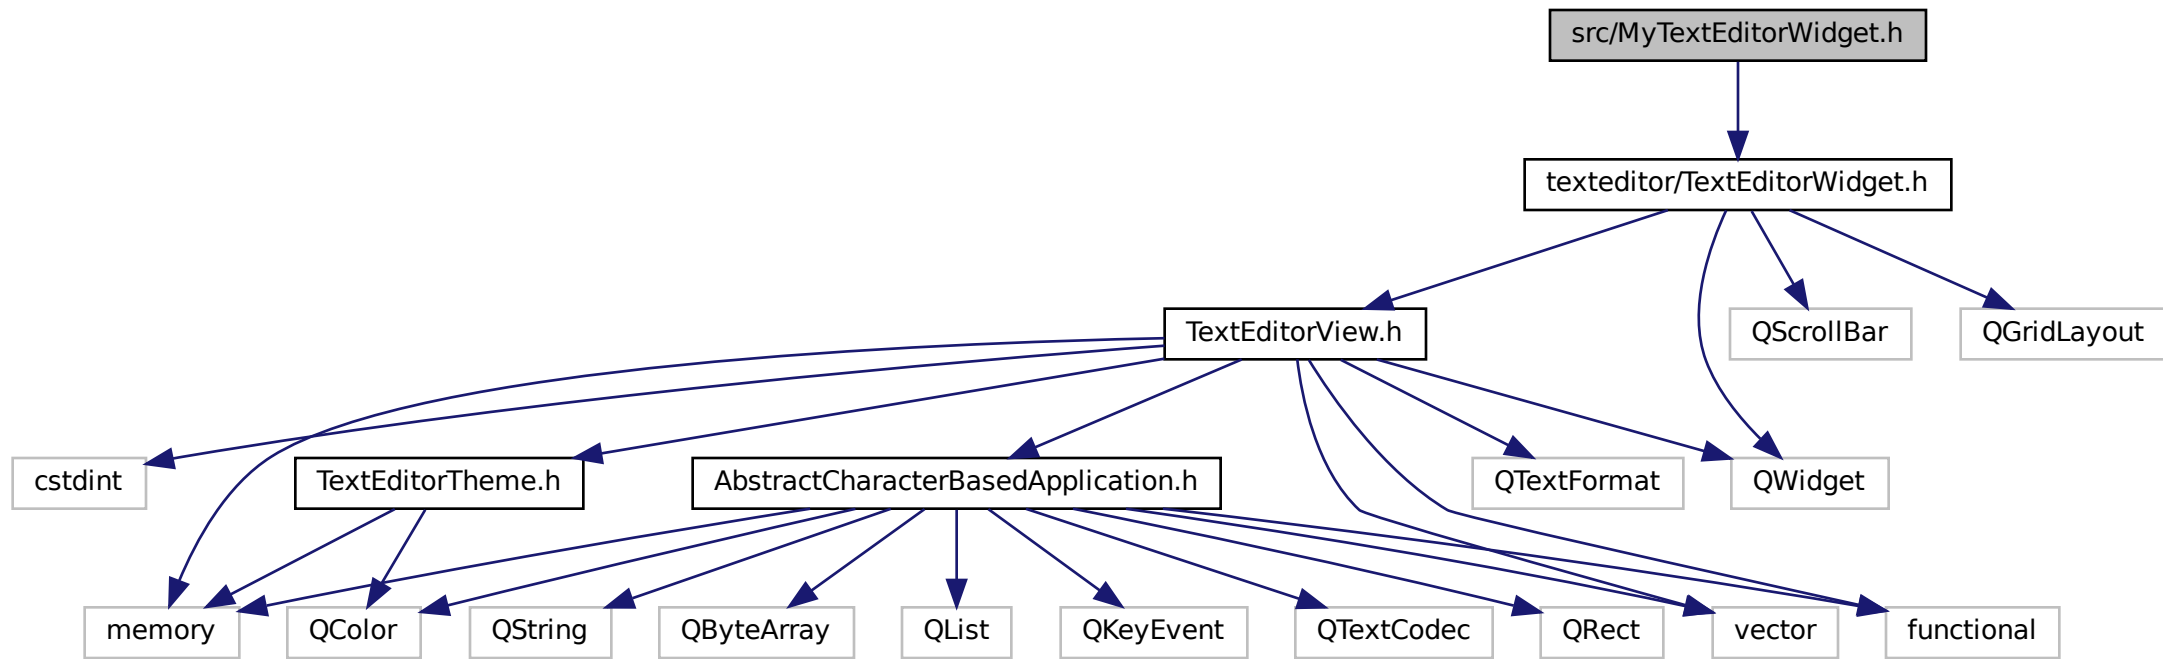 src/MyTextEditorWidget.h
texteditor/TextEditorWidget.h
TextEditorView.h
QScrollBar
QGridLayout
cstdint
TextEditorTheme.h
AbstractCharacterBasedApplication.h
QTextFormat
QWidget
memory
QColor
QString
QByteArray
QList
QKeyEvent
QTextCodec
QRect
vector
functional